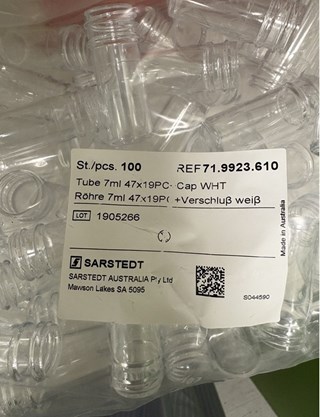 St./pcs. 100 REF 71.9923.610
Tube 7ml 47x19PC- Cap WHT
Röhre 7ml 47x19P( +Verschluß weiß
LOT 1905266
SARSTEDT
SARSTEDT AUSTRALIA Pty Ltd
Mawson Lakes SA 5095
S044590
Made in Australia